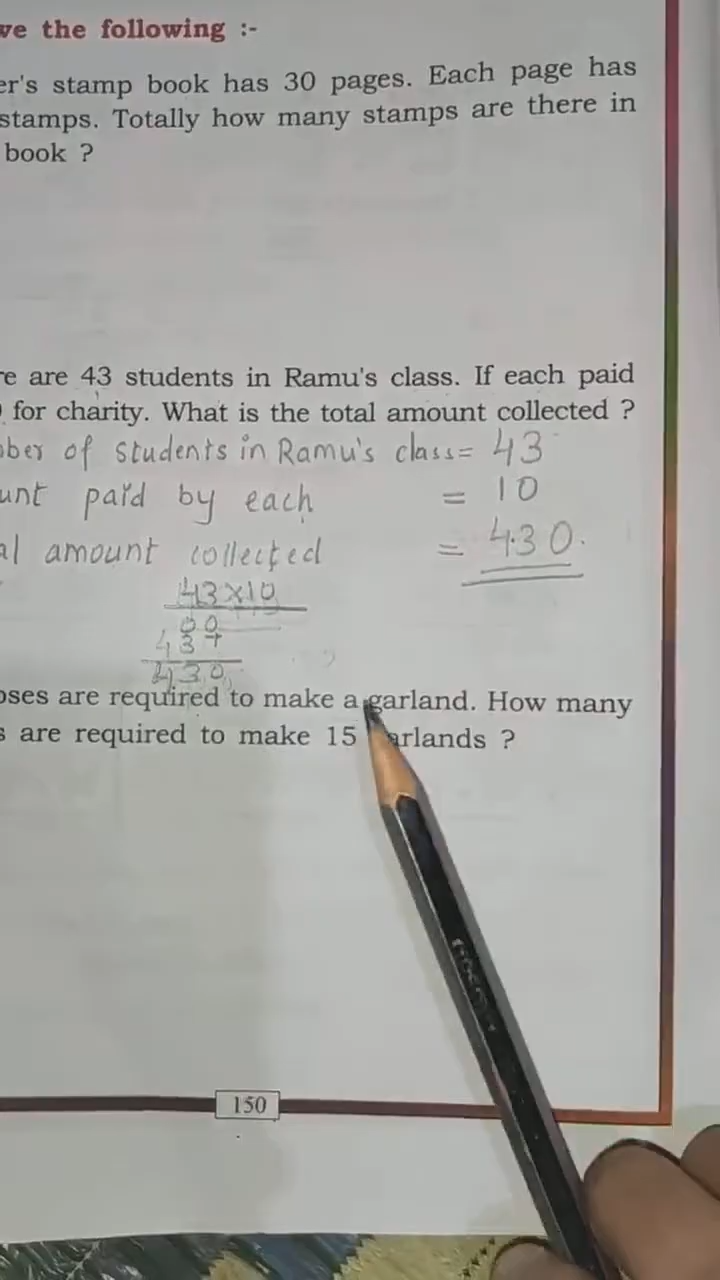 ve the following :-
er's stamp book has 30 pages. Each page has
stamps. Totally how many stamps are there in
book ?
re are 43 students in Ramu's class. If each paid
for charity. What is the total amount collected ?
ber of students in Ramu's class = 43
unt paid by each = 10
al amount collected = 430.
43×10
00
43+
430
oses are required to make a garland. How many
s are required to make 15 arlands ?
150